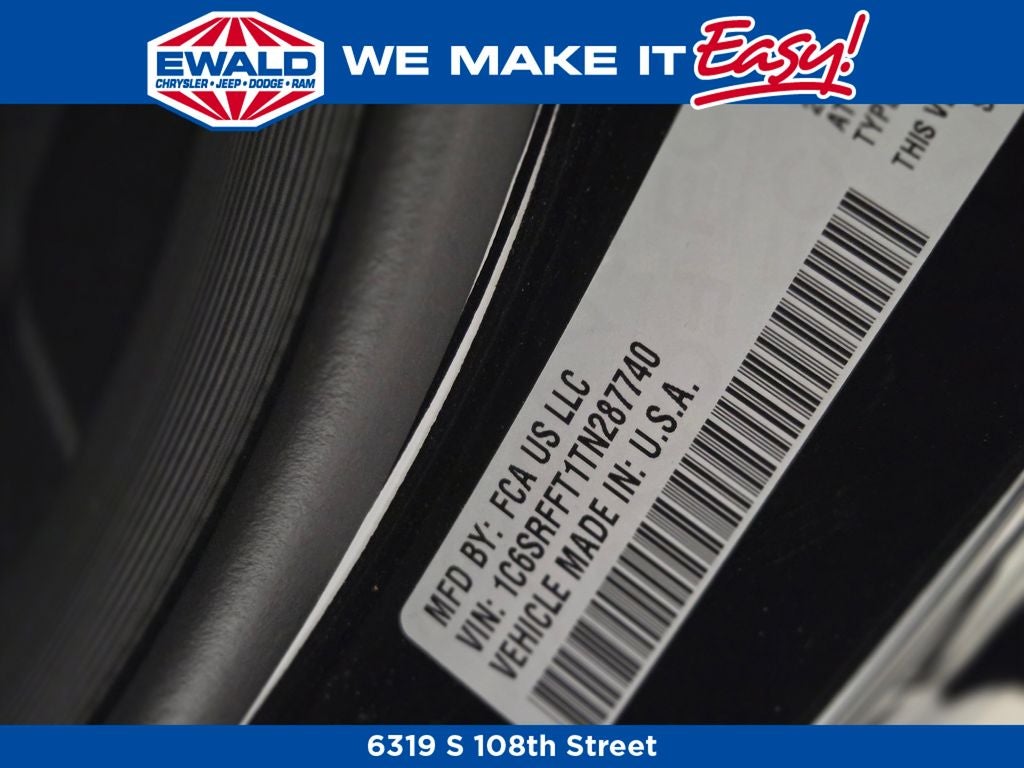 EWALD
CHRYSLER • JEEP • DODGE • RAM
WE MAKE IT Easy!
TYPE
THIS V
MFD BY: FCA US LLC
VIN: 1C6SRFFT1TN287740
VEHICLE MADE IN: U.S.A.
6319 S 108th Street